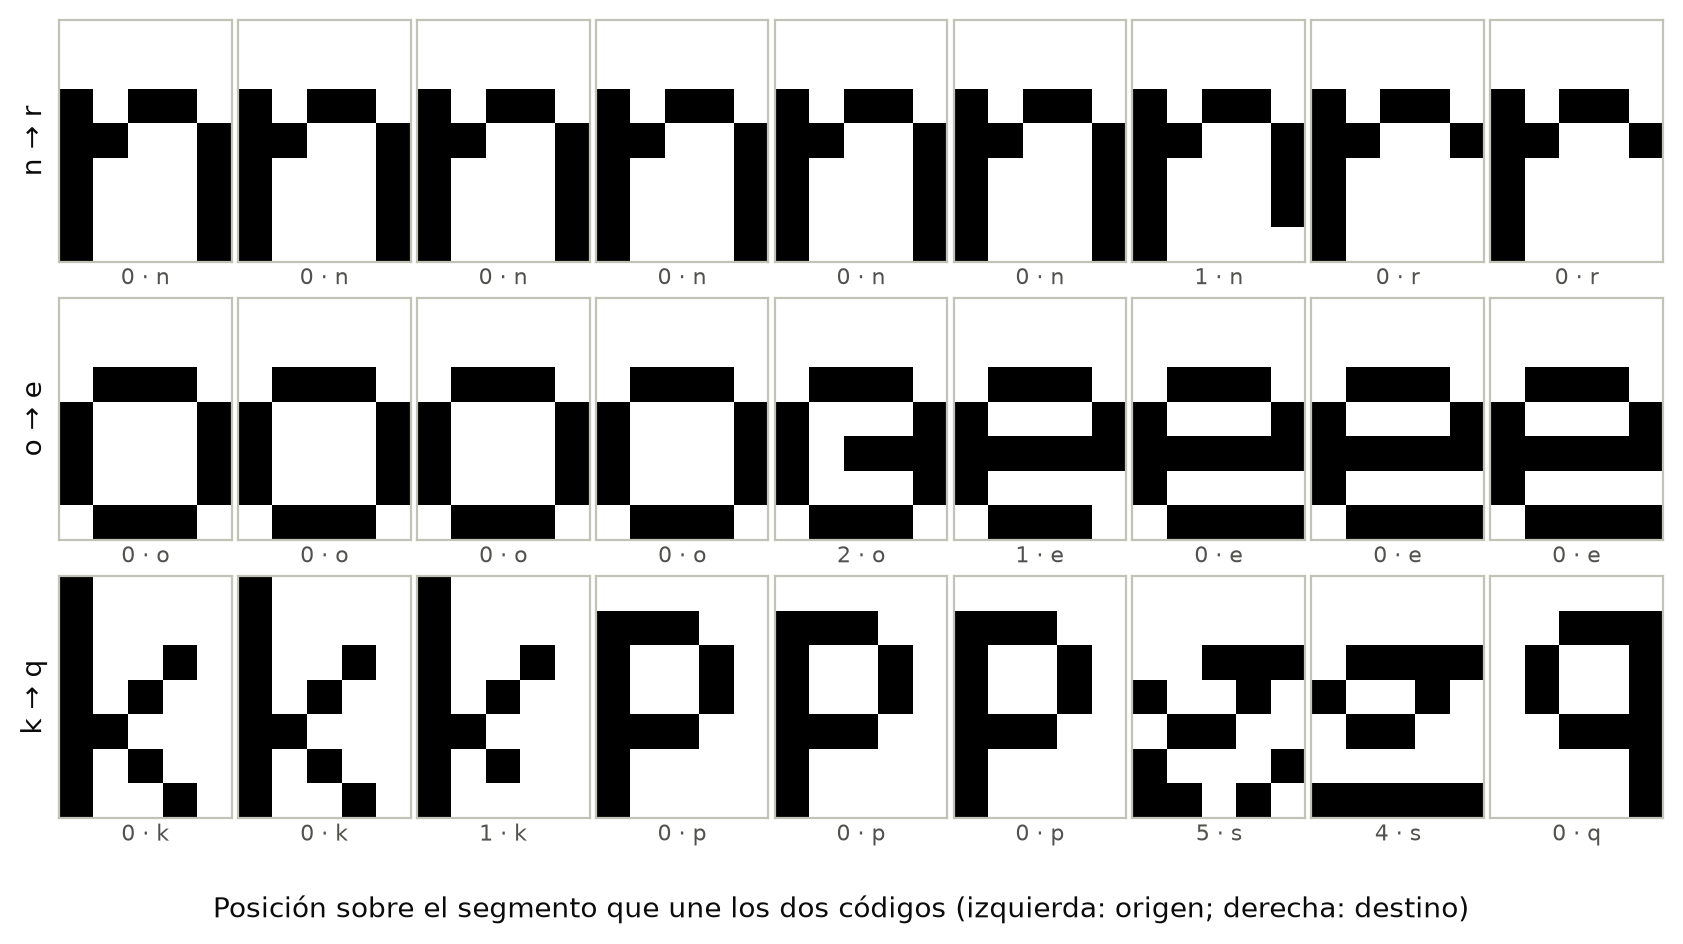 n → r
0 · n 0 · n 0 · n 0 · n 0 · n 0 · n 1 · n 0 · r 0 · r
o → e
0 · o 0 · o 0 · o 0 · o 2 · o 1 · e 0 · e 0 · e 0 · e
k → q
0 · k 0 · k 1 · k 0 · p 0 · p 0 · p 5 · s 4 · s 0 · q
Posición sobre el segmento que une los dos códigos (izquierda: origen; derecha: destino)